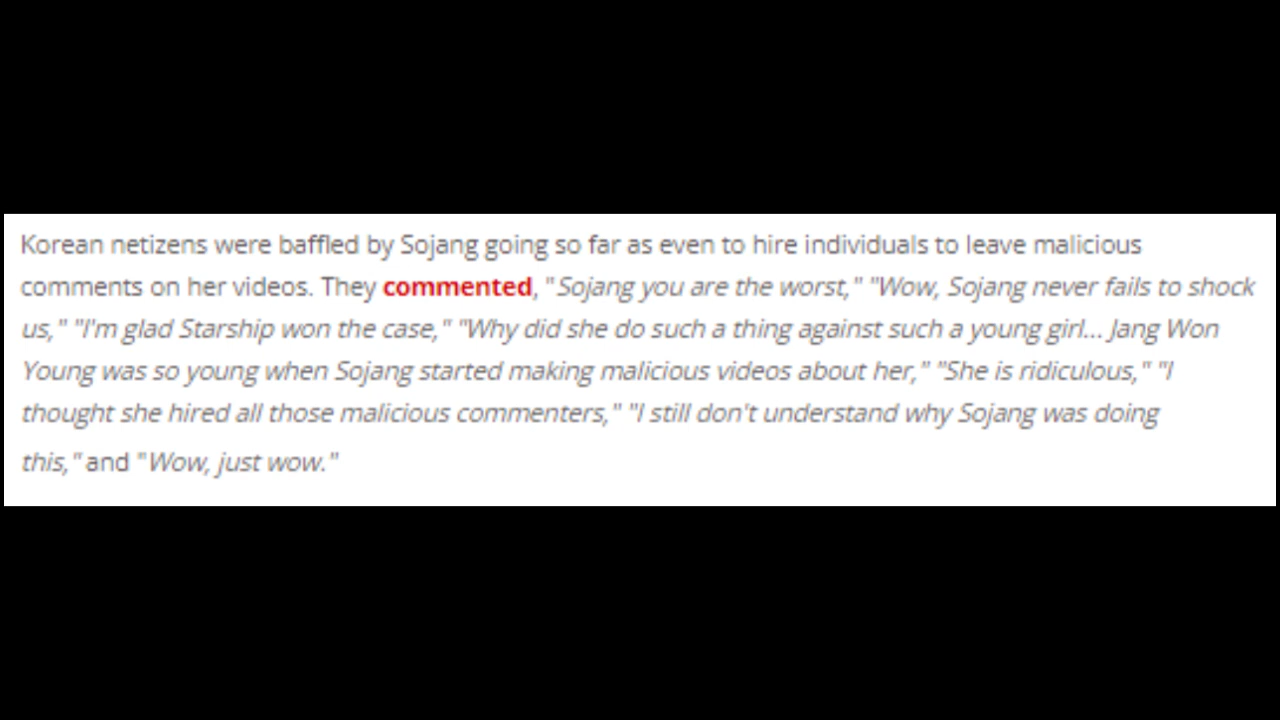 Korean netizens were baffled by Sojang going so far as even to hire individuals to leave malicious
comments on her videos. They commented, "Sojang you are the worst," "Wow, Sojang never fails to shock
us," "I'm glad Starship won the case," "Why did she do such a thing against such a young girl... Jang Won
Young was so young when Sojang started making malicious videos about her," "She is ridiculous," "I
thought she hired all those malicious commenters," "I still don't understand why Sojang was doing
this," and "Wow, just wow."